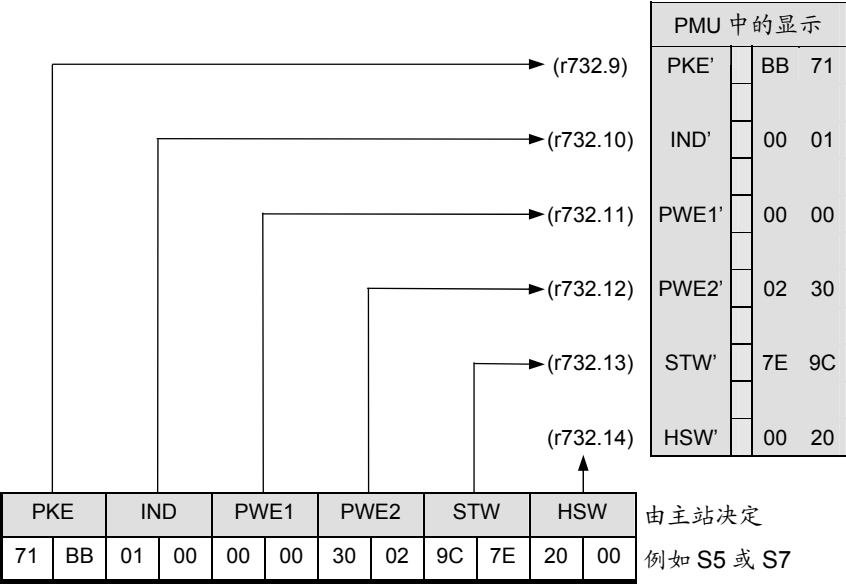 PMU 中的显示
(r732.9) PKE’ BB 71
(r732.10) IND’ 00 01
(r732.11) PWE1’ 00 00
(r732.12) PWE2’ 02 30
(r732.13) STW’ 7E 9C
(r732.14) HSW’ 00 20
PKE IND PWE1 PWE2 STW HSW 由主站决定
71 BB 01 00 00 00 30 02 9C 7E 20 00 例如 S5 或 S7